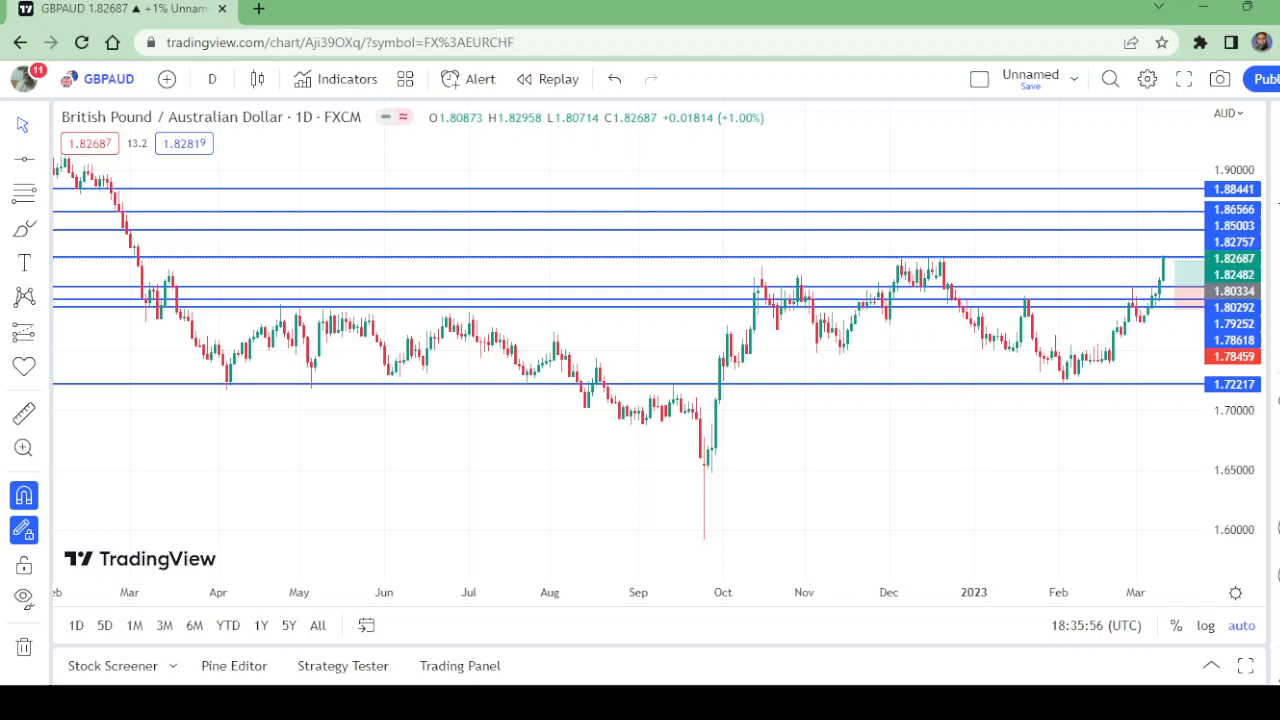 GBPAUD 1.82687 ▲ +1% Unnam
tradingview.com/chart/Aji39OXq/?symbol=FX%3AEURCHF
11 GBPAUD D Indicators Alert Replay Unnamed Save Publ
British Pound / Australian Dollar · 1D · FXCM O1.80873 H1.82958 L1.80714 C1.82687 +0.01814 (+1.00%) AUD
1.82687 13.2 1.82819
1.90000
1.88441
1.86566
1.85003
1.82757
1.82687
1.82482
1.80334
1.80292
1.79252
1.78618
1.78459
1.72217
1.70000
1.65000
1.60000
TradingView
eb Mar Apr May Jun Jul Aug Sep Oct Nov Dec 2023 Feb Mar
1D 5D 1M 3M 6M YTD 1Y 5Y All 18:35:56 (UTC) % log auto
Stock Screener Pine Editor Strategy Tester Trading Panel